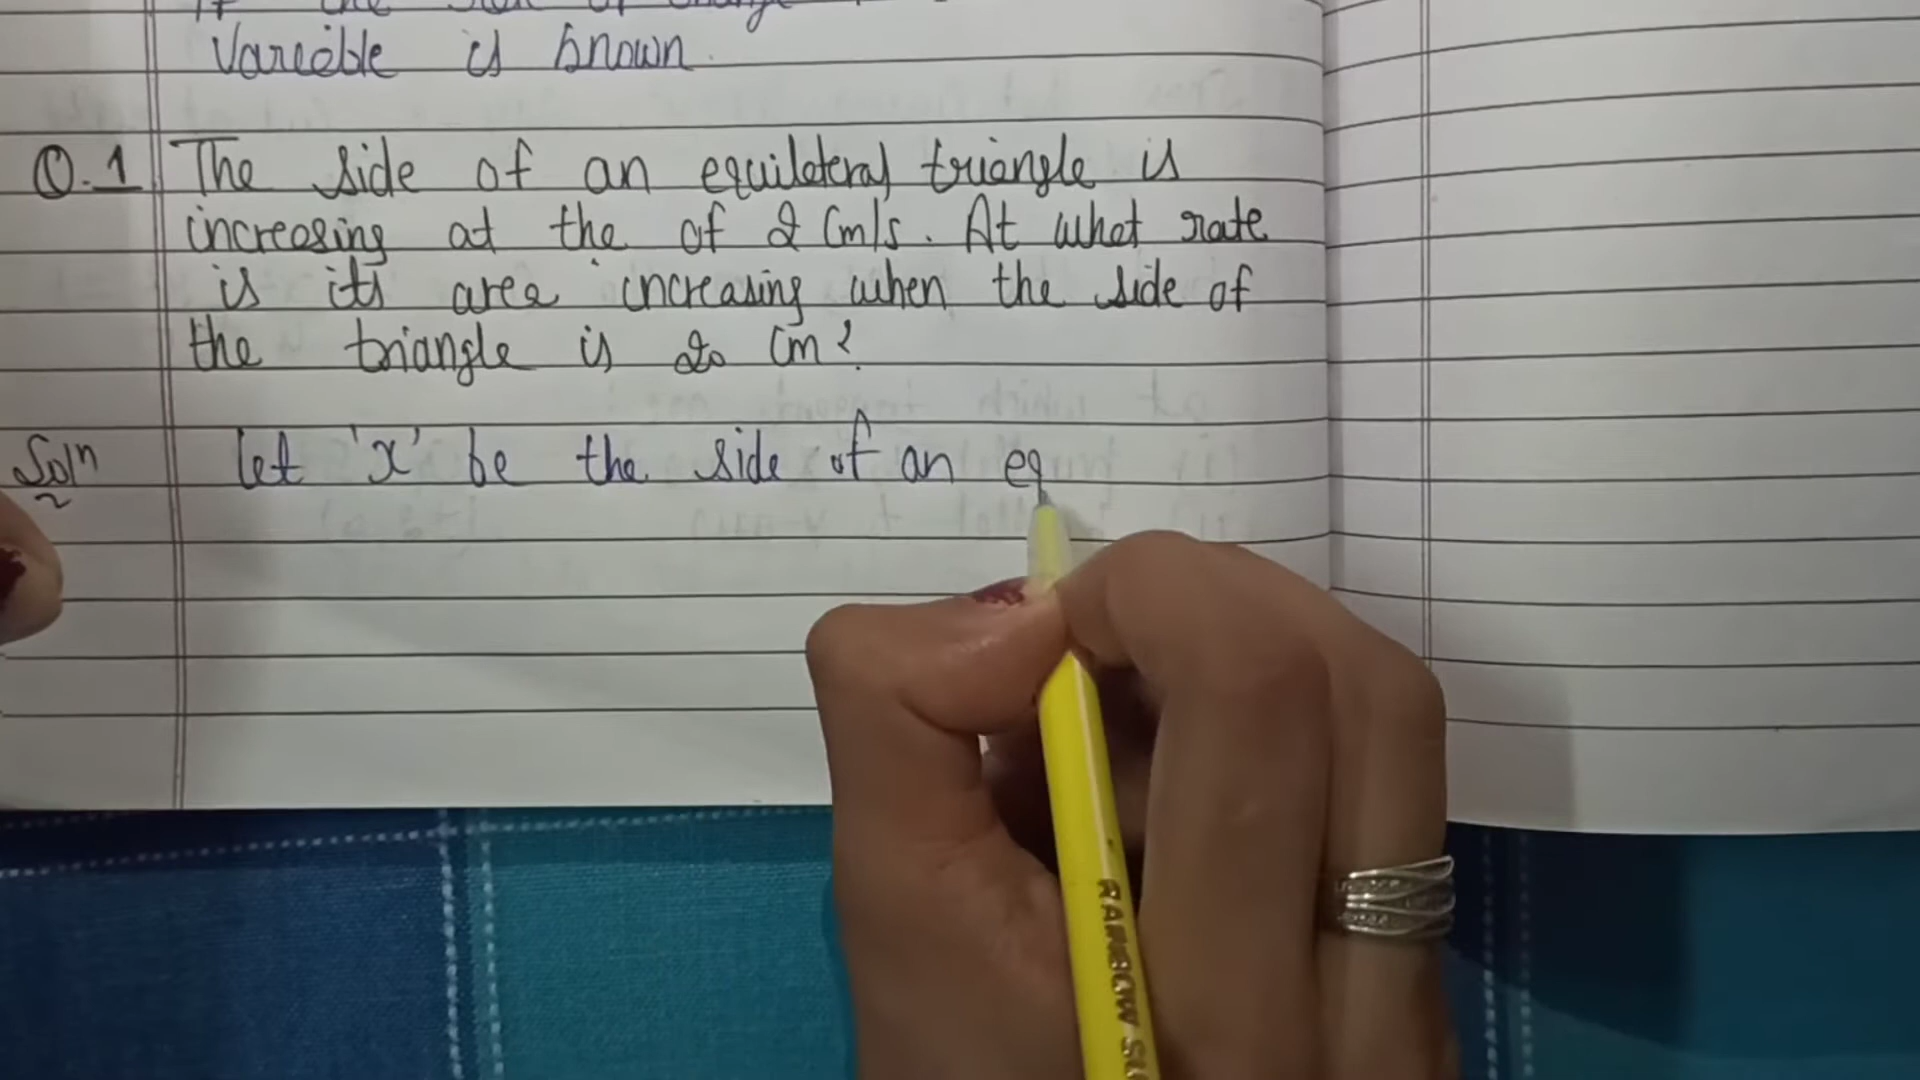 Variable is known.
Q.1 The side of an equilateral triangle is
increasing at the of 2 cm/s. At what rate
is its area increasing when the side of
the triangle is 20 cm?
Soln let 'x' be the side of an eq
RAINBOW